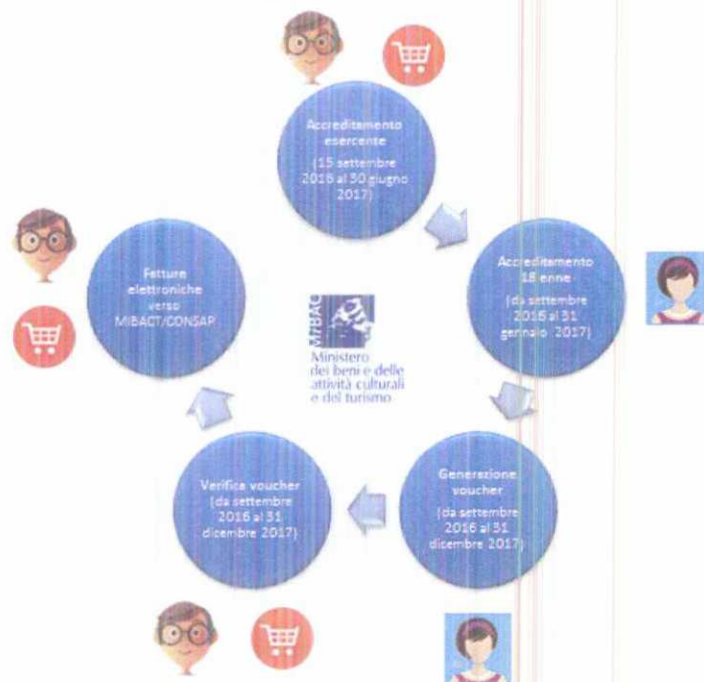 Accreditamento
esercente
(15 settembre
2016 al 30 giugno
2017)
Accreditamento
18 enne
(da settembre
2016 al 31
gennaio 2017)
Generazione
voucher
(da settembre
2016 al 31
dicembre 2017)
Verifica voucher
(da settembre
2016 al 31
dicembre 2017)
Fatture
elettroniche
verso
MIBACT/CONSAP
MiBAC
Ministero
dei beni e delle
attività culturali
e del turismo